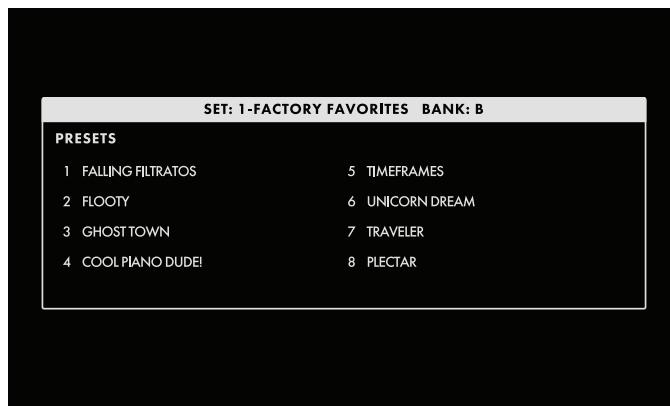 SET: 1-FACTORY FAVORITES BANK: B
PRESETS
1 FALLING FILTRATOS
2 FLOOTY
3 GHOST TOWN
4 COOL PIANO DUDE!
5 TIMEFRAMES
6 UNICORN DREAM
7 TRAVELER
8 PLECTAR